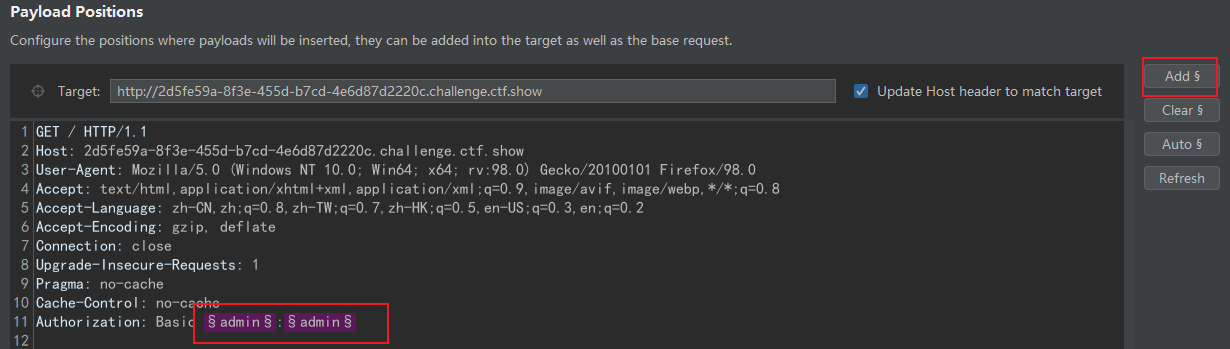 Payload Positions
Configure the positions where payloads will be inserted, they can be added into the target as well as the base request.
Target: http://2d5fe59a-8f3e-455d-b7cd-4e6d87d2220c.challenge.ctf.show Update Host header to match target
Add §
Clear §
Auto §
Refresh
1 GET / HTTP/1.1
2 Host: 2d5fe59a-8f3e-455d-b7cd-4e6d87d2220c.challenge.ctf.show
3 User-Agent: Mozilla/5.0 (Windows NT 10.0; Win64; x64; rv:98.0) Gecko/20100101 Firefox/98.0
4 Accept: text/html,application/xhtml+xml,application/xml;q=0.9,image/avif,image/webp,*/*;q=0.8
5 Accept-Language: zh-CN,zh;q=0.8,zh-TW;q=0.7,zh-HK;q=0.5,en-US;q=0.3,en;q=0.2
6 Accept-Encoding: gzip, deflate
7 Connection: close
8 Upgrade-Insecure-Requests: 1
9 Pragma: no-cache
10 Cache-Control: no-cache
11 Authorization: Basic §admin§:§admin§
12